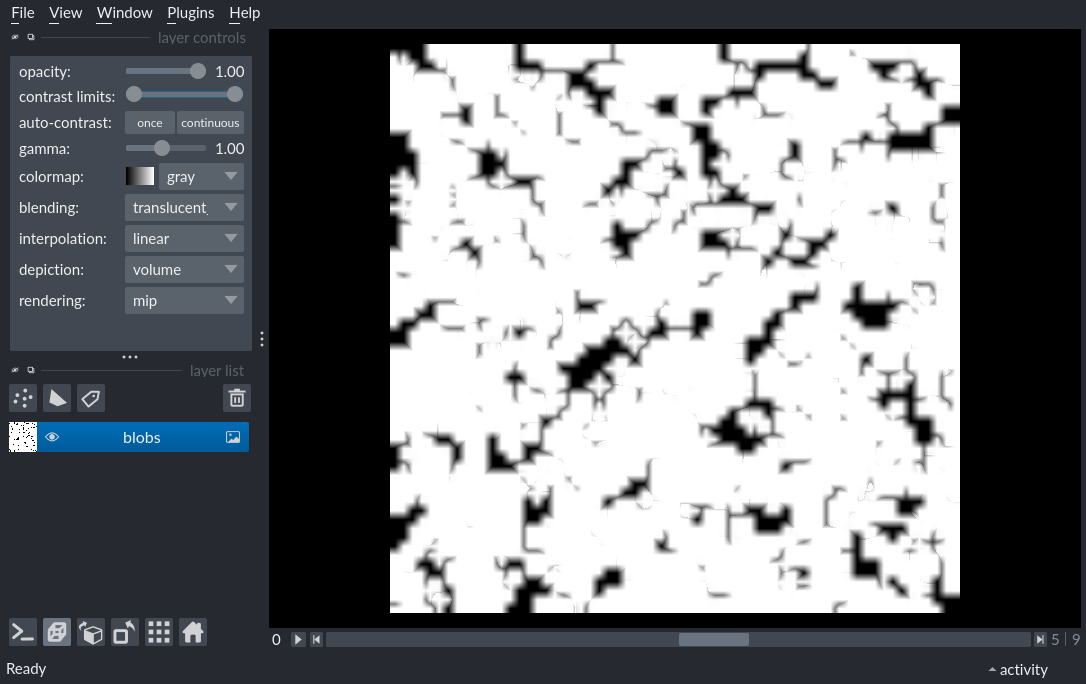 File View Window Plugins Help
layer controls
opacity: 1.00
contrast limits:
auto-contrast: once continuous
gamma: 1.00
colormap: gray
blending: translucent
interpolation: linear
depiction: volume
rendering: mip
layer list
blobs
0 5 | 9
Ready activity